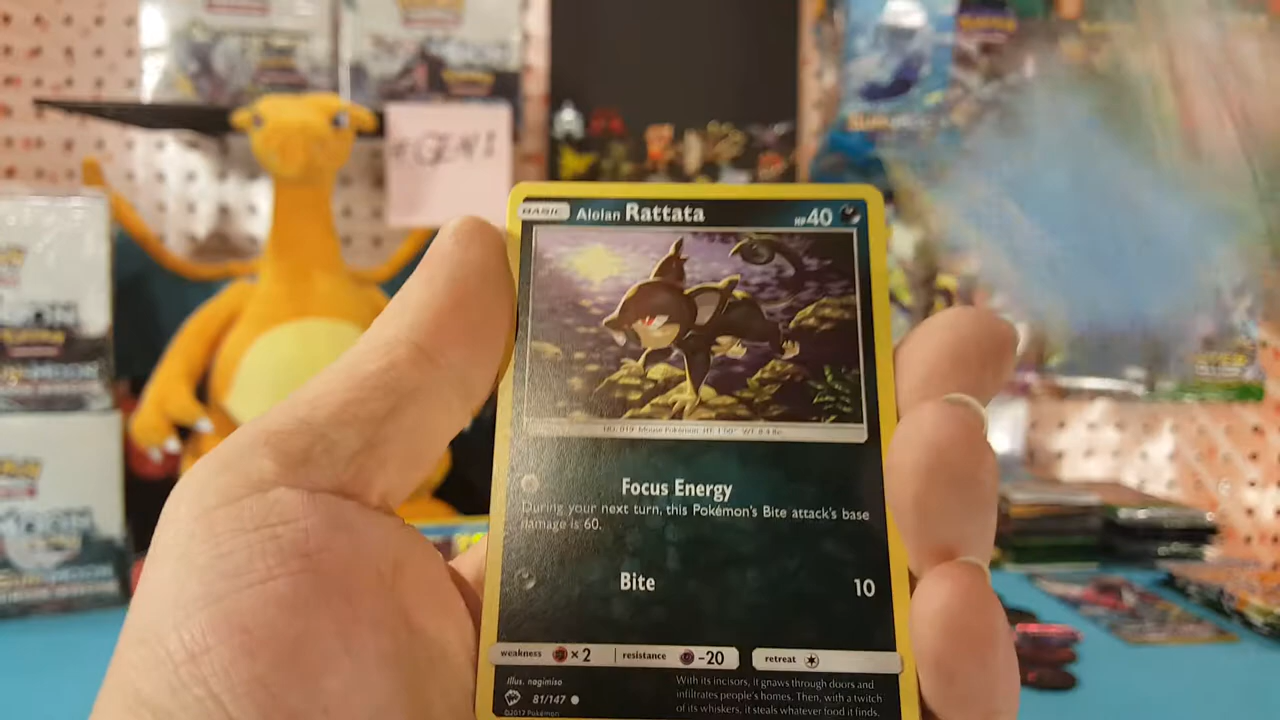 #GEN1
BASIC Alolan Rattata HP 40
NO. 019 Mouse Pokémon HT: 1'00" WT: 8.4 lbs.
Focus Energy
During your next turn, this Pokémon's Bite attack's base
damage is 60.
Bite 10
weakness ×2 resistance -20 retreat
Illus. nagimiso
81/147
©2017 Pokémon
With its incisors, it gnaws through doors and
infiltrates people's homes. Then, with a twitch
of its whiskers, it steals whatever food it finds.
MOON